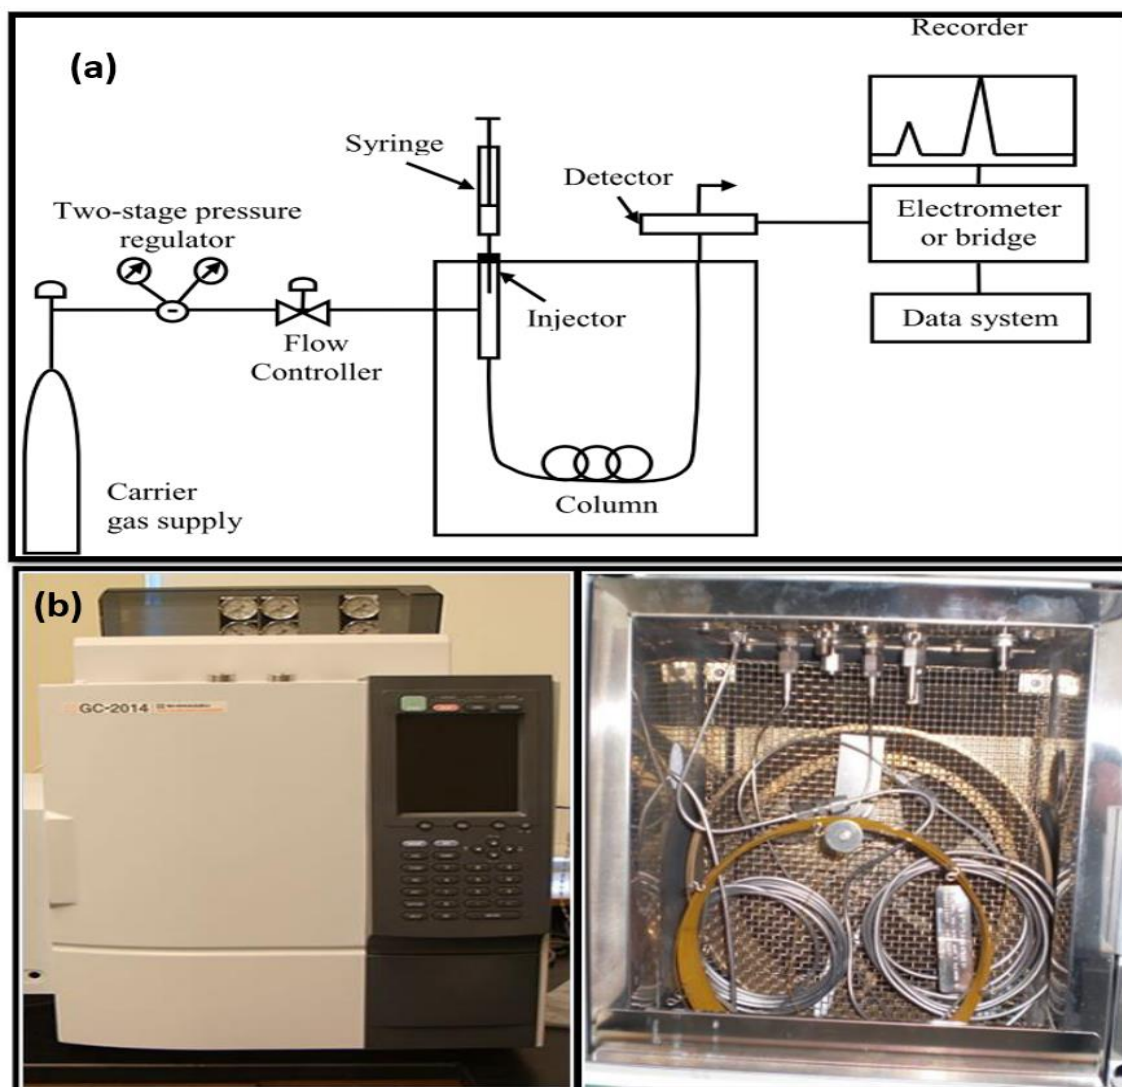 (a)
Recorder
Syringe
Detector
Two-stage pressure
regulator
Electrometer
or bridge
Injector
Data system
Flow
Controller
Carrier
gas supply
Column
(b)
GC-2014